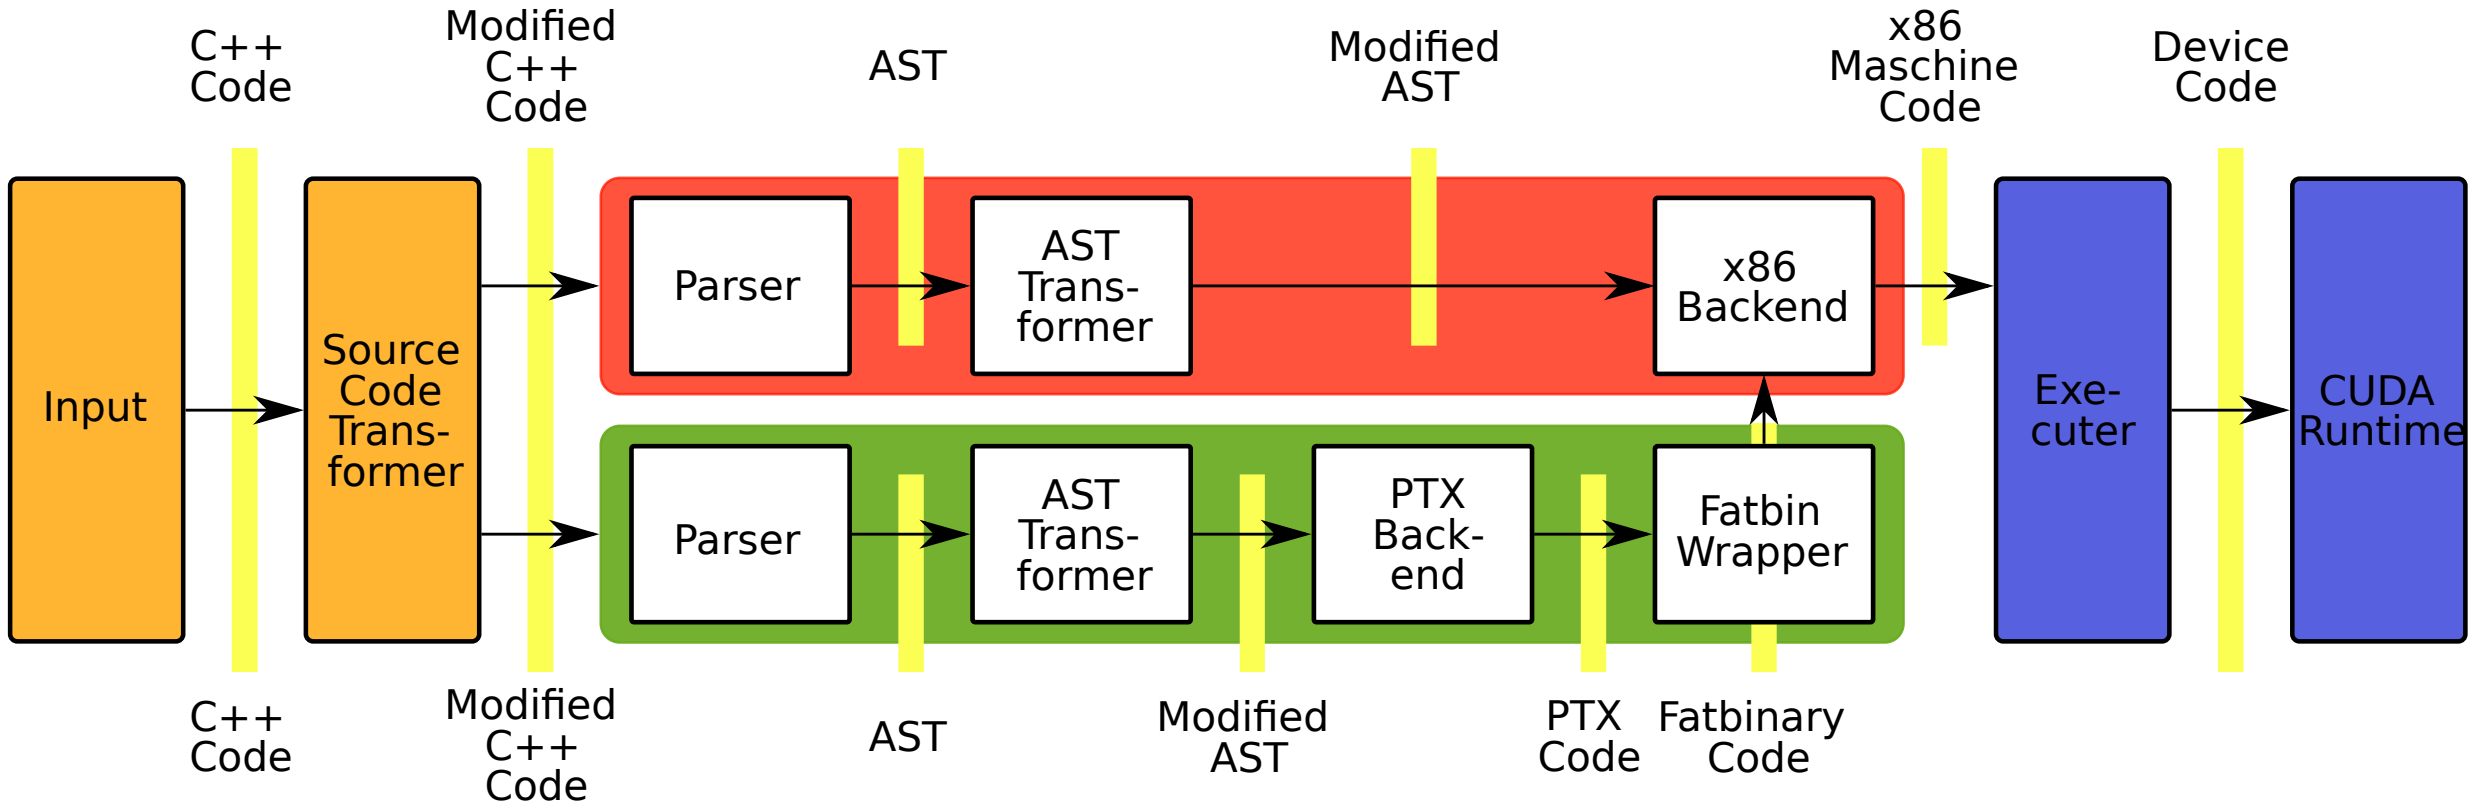 C++
Code
Modified
C++
Code
AST
Modified
AST
x86
Maschine
Code
Device
Code
Input
Source
Code
Trans-
former
Parser
AST
Trans-
former
x86
Backend
Parser
AST
Trans-
former
PTX
Back-
end
Fatbin
Wrapper
Exe-
cuter
CUDA
Runtime
C++
Code
Modified
C++
Code
AST
Modified
AST
PTX
Code
Fatbinary
Code